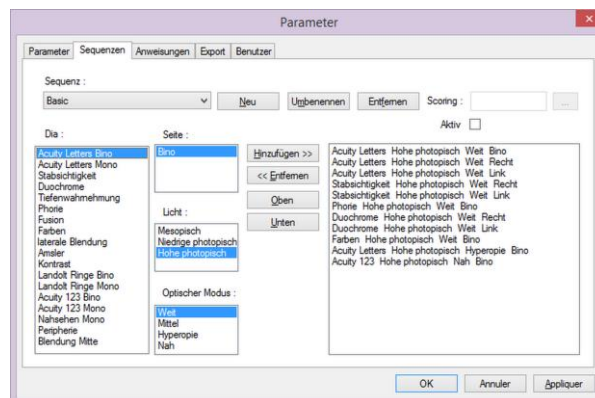 Parameter
Parameter Sequenzen Anweisungen Export Benutzer
Sequenz :
Basic Neu Umbenennen Entfernen Scoring : ...
Aktiv
Dia :
Acuity Letters Bino
Acuity Letters Mono
Stabsichtigkeit
Duochrome
Tiefenwahrnehmung
Phorie
Fusion
Farben
laterale Blendung
Amsler
Kontrast
Landolt Ringe Bino
Landolt Ringe Mono
Acuity 123 Bino
Acuity 123 Mono
Nahsehen Mono
Peripherie
Blendung Mitte
Seite :
Bino
Licht :
Mesopisch
Niedrige photopisch
Hohe photopisch
Optischer Modus :
Weit
Mittel
Hyperopie
Nah
Hinzufügen >>
<< Entfernen
Oben
Unten
Acuity Letters Hohe photopisch Weit Bino
Acuity Letters Hohe photopisch Weit Recht
Acuity Letters Hohe photopisch Weit Link
Stabsichtigkeit Hohe photopisch Weit Recht
Stabsichtigkeit Hohe photopisch Weit Link
Phorie Hohe photopisch Weit Bino
Duochrome Hohe photopisch Weit Recht
Duochrome Hohe photopisch Weit Link
Farben Hohe photopisch Weit Bino
Acuity Letters Hohe photopisch Hyperopie Bino
Acuity 123 Hohe photopisch Nah Bino
OK Annuler Appliquer